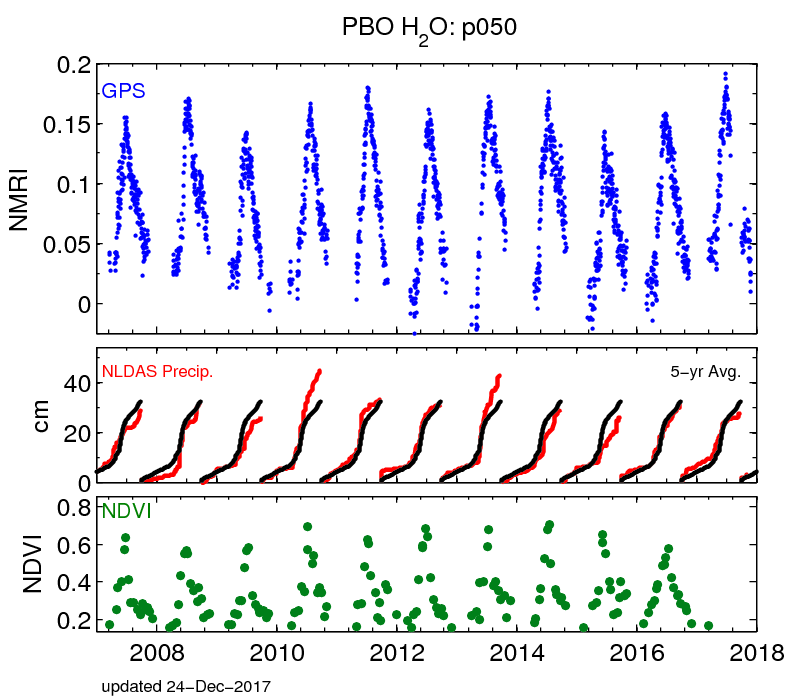 PBO H2O: p050
GPS
NMRI
0.2
0.15
0.1
0.05
0
NLDAS Precip.
5-yr Avg.
cm
40
20
0
NDVI
NDVI
0.8
0.6
0.4
0.2
2008 2010 2012 2014 2016 2018
updated 24-Dec-2017